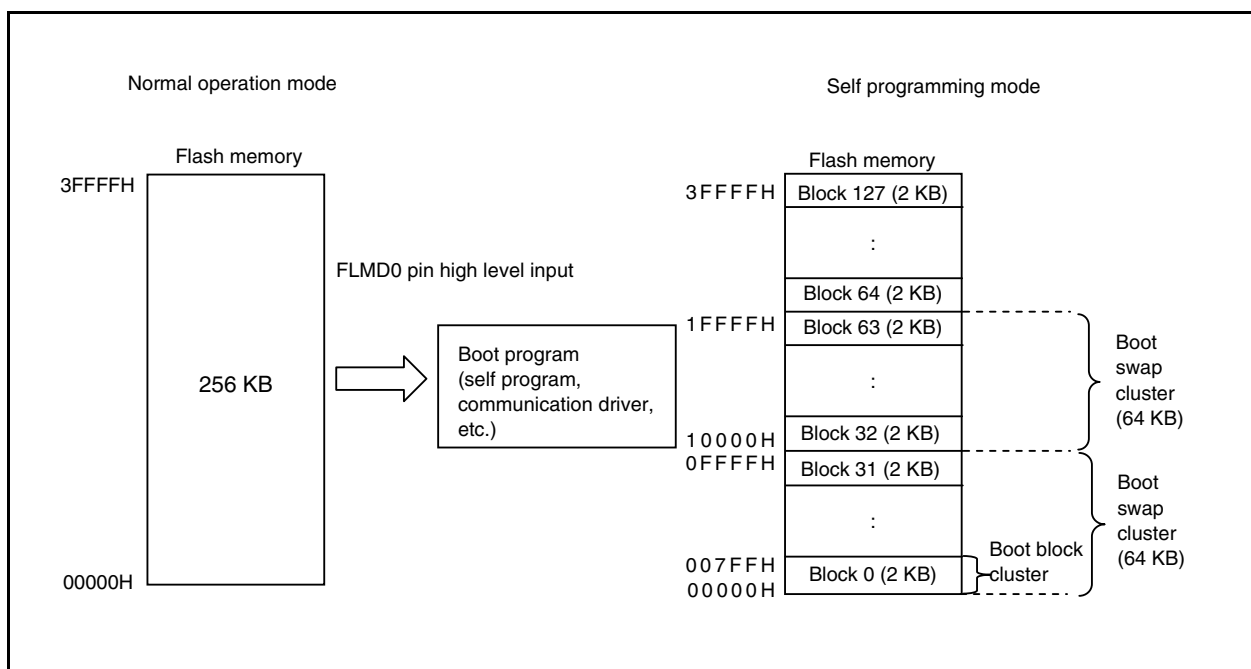 Normal operation mode
Self programming mode
Flash memory
3FFFFH
256 KB
00000H
FLMD0 pin high level input
Boot program
(self program,
communication driver,
etc.)
Flash memory
3FFFFH
Block 127 (2 KB)
:
Block 64 (2 KB)
1FFFFH
Block 63 (2 KB)
:
10000H
Block 32 (2 KB)
0FFFFH
Block 31 (2 KB)
:
007FFH
Block 0 (2 KB)
00000H
Boot block
cluster
Boot
swap
cluster
(64 KB)
Boot
swap
cluster
(64 KB)